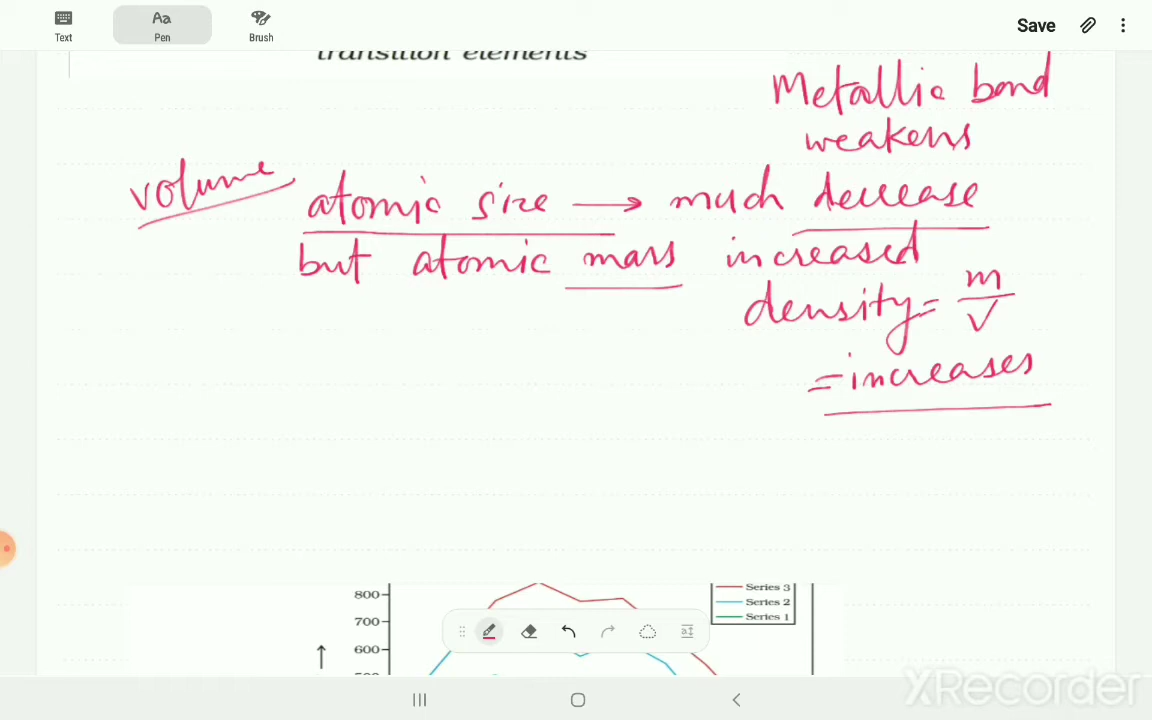 Text
Aa
Pen
Brush
Save
transition elements
Metallic bond
weakens
volume
atomic size → much decrease
but atomic mass increased
density = m/v
= increases
800
700
600
Series 3
Series 2
Series 1
XRecorder